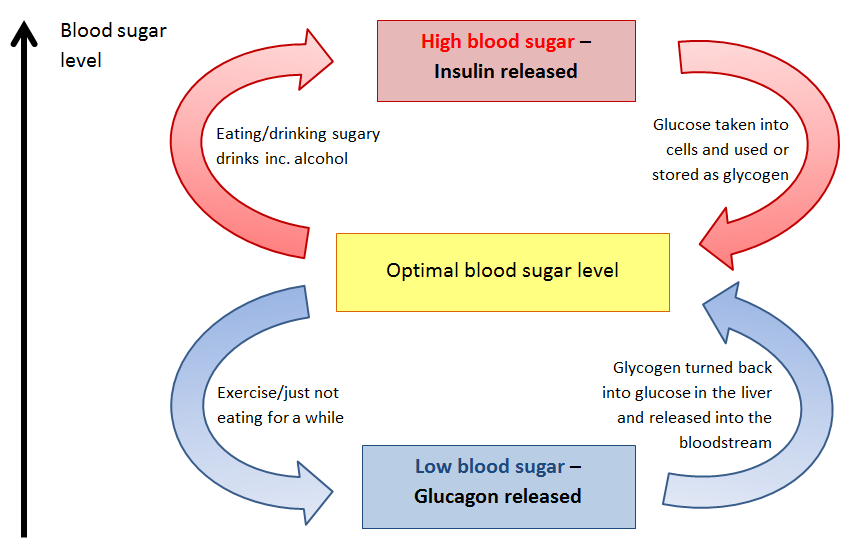 Blood sugar
level
High blood sugar –
Insulin released
Eating/drinking sugary
drinks inc. alcohol
Glucose taken into
cells and used or
stored as glycogen
Optimal blood sugar level
Exercise/just not
eating for a while
Glycogen turned back
into glucose in the liver
and released into the
bloodstream
Low blood sugar –
Glucagon released